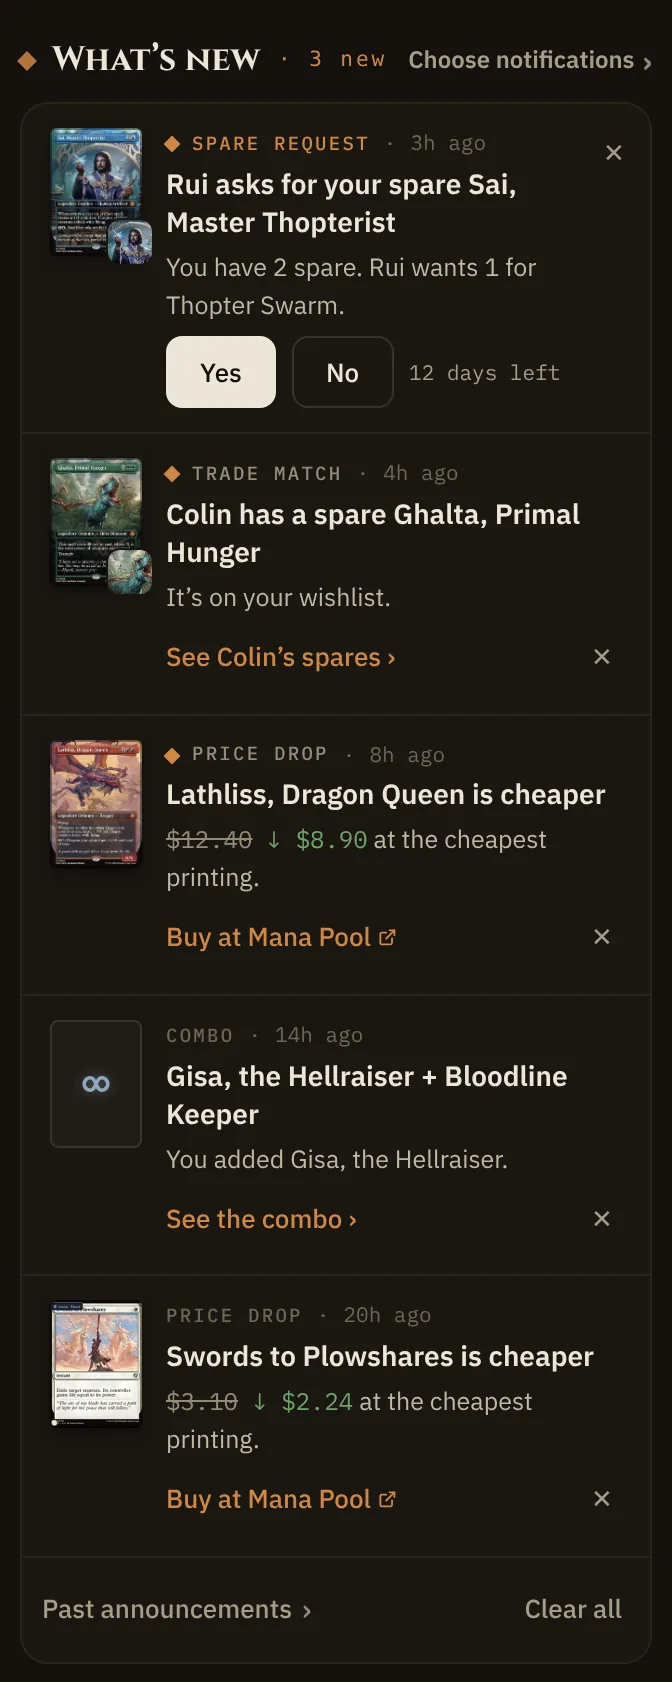 What's new · 3 new Choose notifications ›
SPARE REQUEST · 3h ago ×
Rui asks for your spare Sai,
Master Thopterist
You have 2 spare. Rui wants 1 for
Thopter Swarm.
Yes No 12 days left
TRADE MATCH · 4h ago
Colin has a spare Ghalta, Primal
Hunger
It’s on your wishlist.
See Colin’s spares › ×
PRICE DROP · 8h ago
Lathliss, Dragon Queen is cheaper
$12.40 ↓ $8.90 at the cheapest
printing.
Buy at Mana Pool ×
COMBO · 14h ago
∞
Gisa, the Hellraiser + Bloodline
Keeper
You added Gisa, the Hellraiser.
See the combo › ×
PRICE DROP · 20h ago
Swords to Plowshares is cheaper
$3.10 ↓ $2.24 at the cheapest
printing.
Buy at Mana Pool ×
Past announcements › Clear all